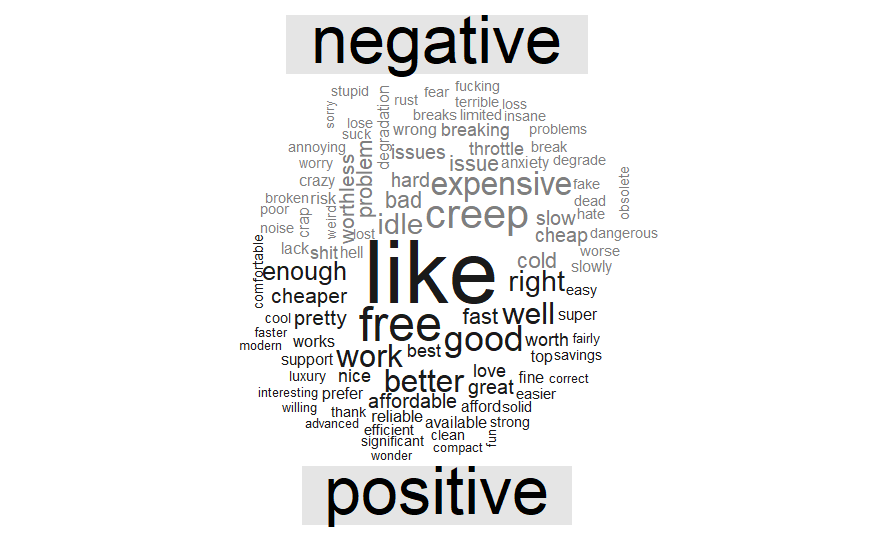 negative
stupid fear fucking
sorry rust terrible loss
degradation
lose breaks limited insane
suck wrong breaking problems
annoying issues throttle break
worry worthless problem issue anxiety degrade
crazy hard expensive fake obsolete
broken risk bad dead
poor crap weird idle creep slow hate
noise lost cheap dangerous
lack shit hell worse
comfortable enough like cold slowly
right easy
cheaper
cool pretty free fast well super
faster
modern works good worth fairly
support work best top savings
luxury nice better love fine correct
interesting prefer great easier
willing affordable afford solid
thank reliable available strong
advanced efficient clean fun
significant compact
wonder
positive